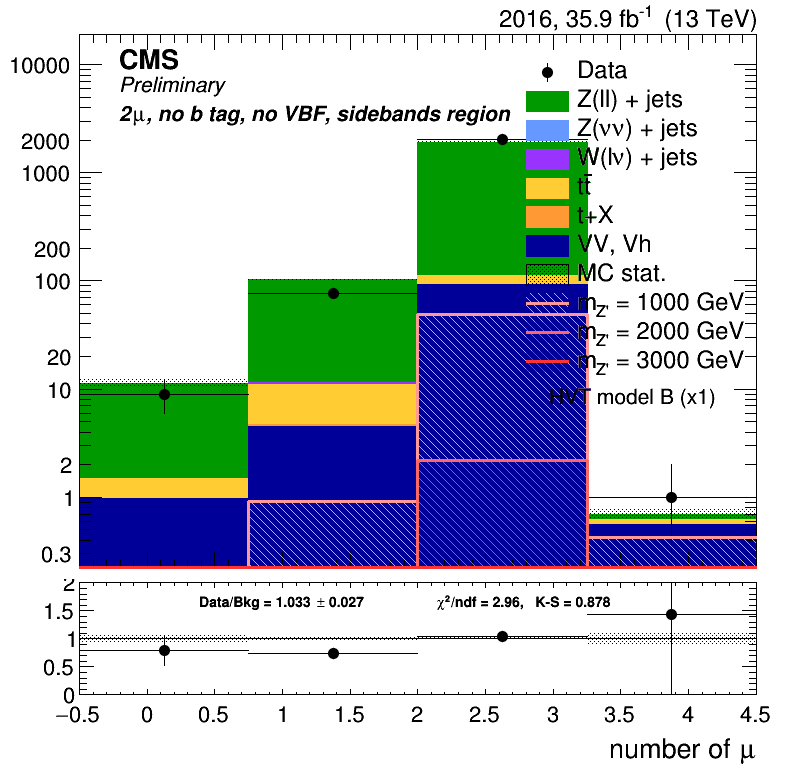 2016, 35.9 fb⁻¹ (13 TeV)
CMS
Preliminary
2μ, no b tag, no VBF, sidebands region
Data
Z(ll) + jets
Z(νν) + jets
W(lν) + jets
tt̄
t+X
VV, Vh
MC stat.
m_Z' = 1000 GeV
m_Z' = 2000 GeV
m_Z' = 3000 GeV
HVT model B (x1)
10000
2000
1000
200
100
20
10
2
1
0.3
Data/Bkg = 1.033 ± 0.027
χ²/ndf = 2.96, K-S = 0.878
2
1.5
1
0.5
0
−0.5 0 0.5 1 1.5 2 2.5 3 3.5 4 4.5
number of μ